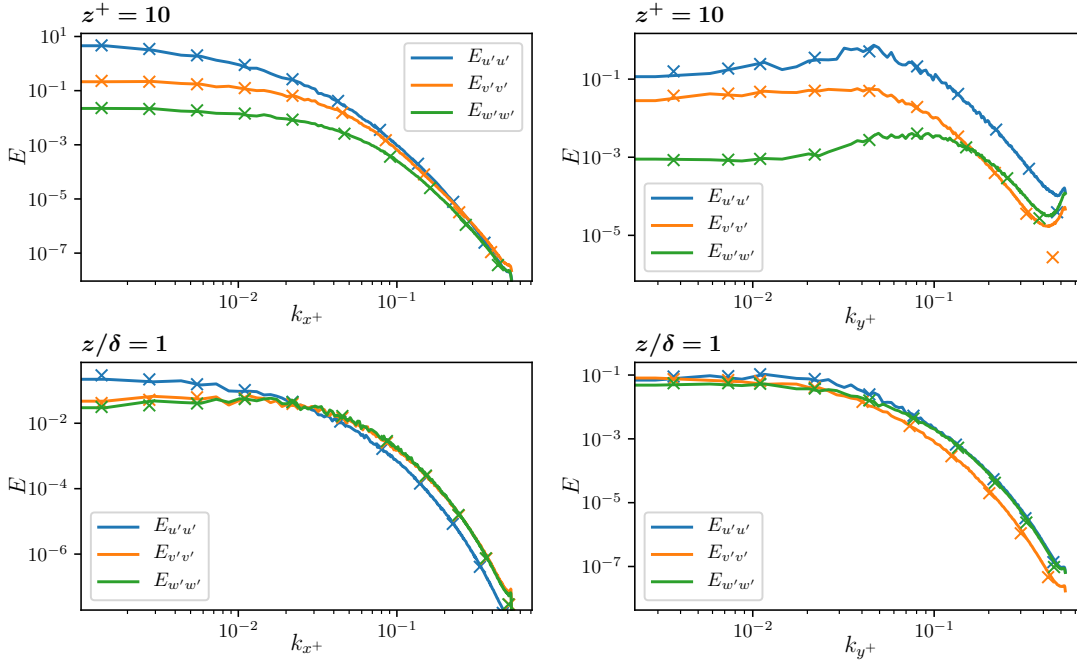 z⁺ = 10
10¹
10⁻¹
10⁻³
10⁻⁵
10⁻⁷
E
E_{u′u′}
E_{v′v′}
E_{w′w′}
10⁻²
10⁻¹
k_{x⁺}
z⁺ = 10
10⁻¹
10⁻³
10⁻⁵
E
E_{u′u′}
E_{v′v′}
E_{w′w′}
10⁻²
10⁻¹
k_{y⁺}
z/δ = 1
10⁻²
10⁻⁴
10⁻⁶
E
E_{u′u′}
E_{v′v′}
E_{w′w′}
10⁻²
10⁻¹
k_{x⁺}
z/δ = 1
10⁻¹
10⁻³
10⁻⁵
10⁻⁷
E
E_{u′u′}
E_{v′v′}
E_{w′w′}
10⁻²
10⁻¹
k_{y⁺}